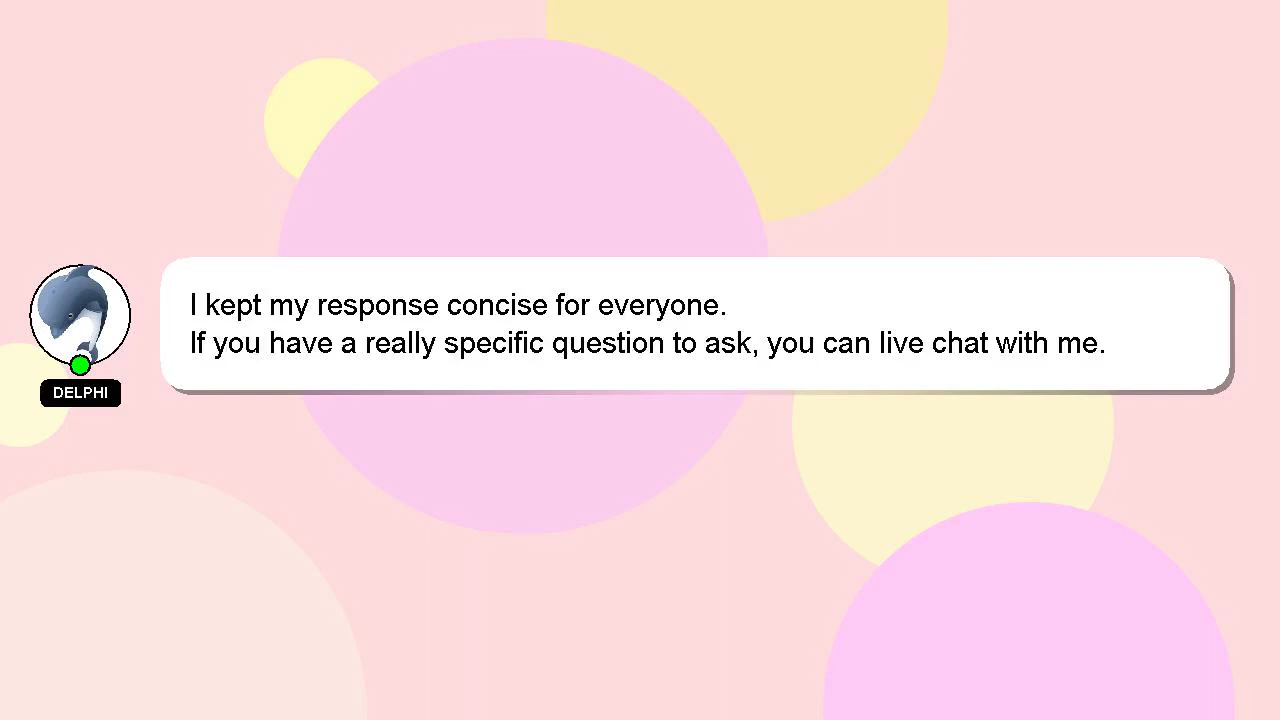 I kept my response concise for everyone.
If you have a really specific question to ask, you can live chat with me.
DELPHI